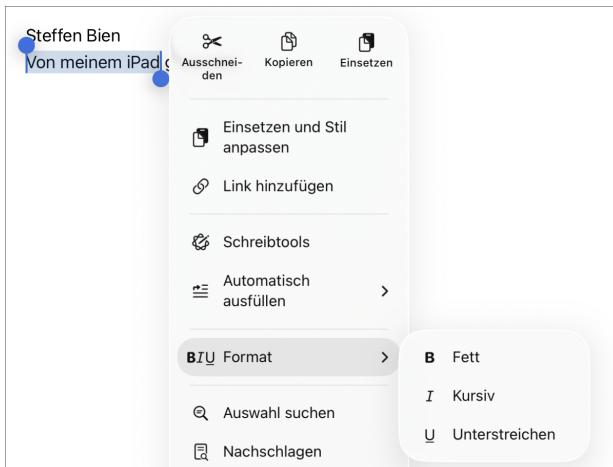 Steffen Bien
Von meinem iPad g
Ausschnei-
den
Kopieren
Einsetzen
Einsetzen und Stil
anpassen
Link hinzufügen
Schreibtools
Automatisch
ausfüllen
BIU Format
B Fett
I Kursiv
U Unterstreichen
Auswahl suchen
Nachschlagen